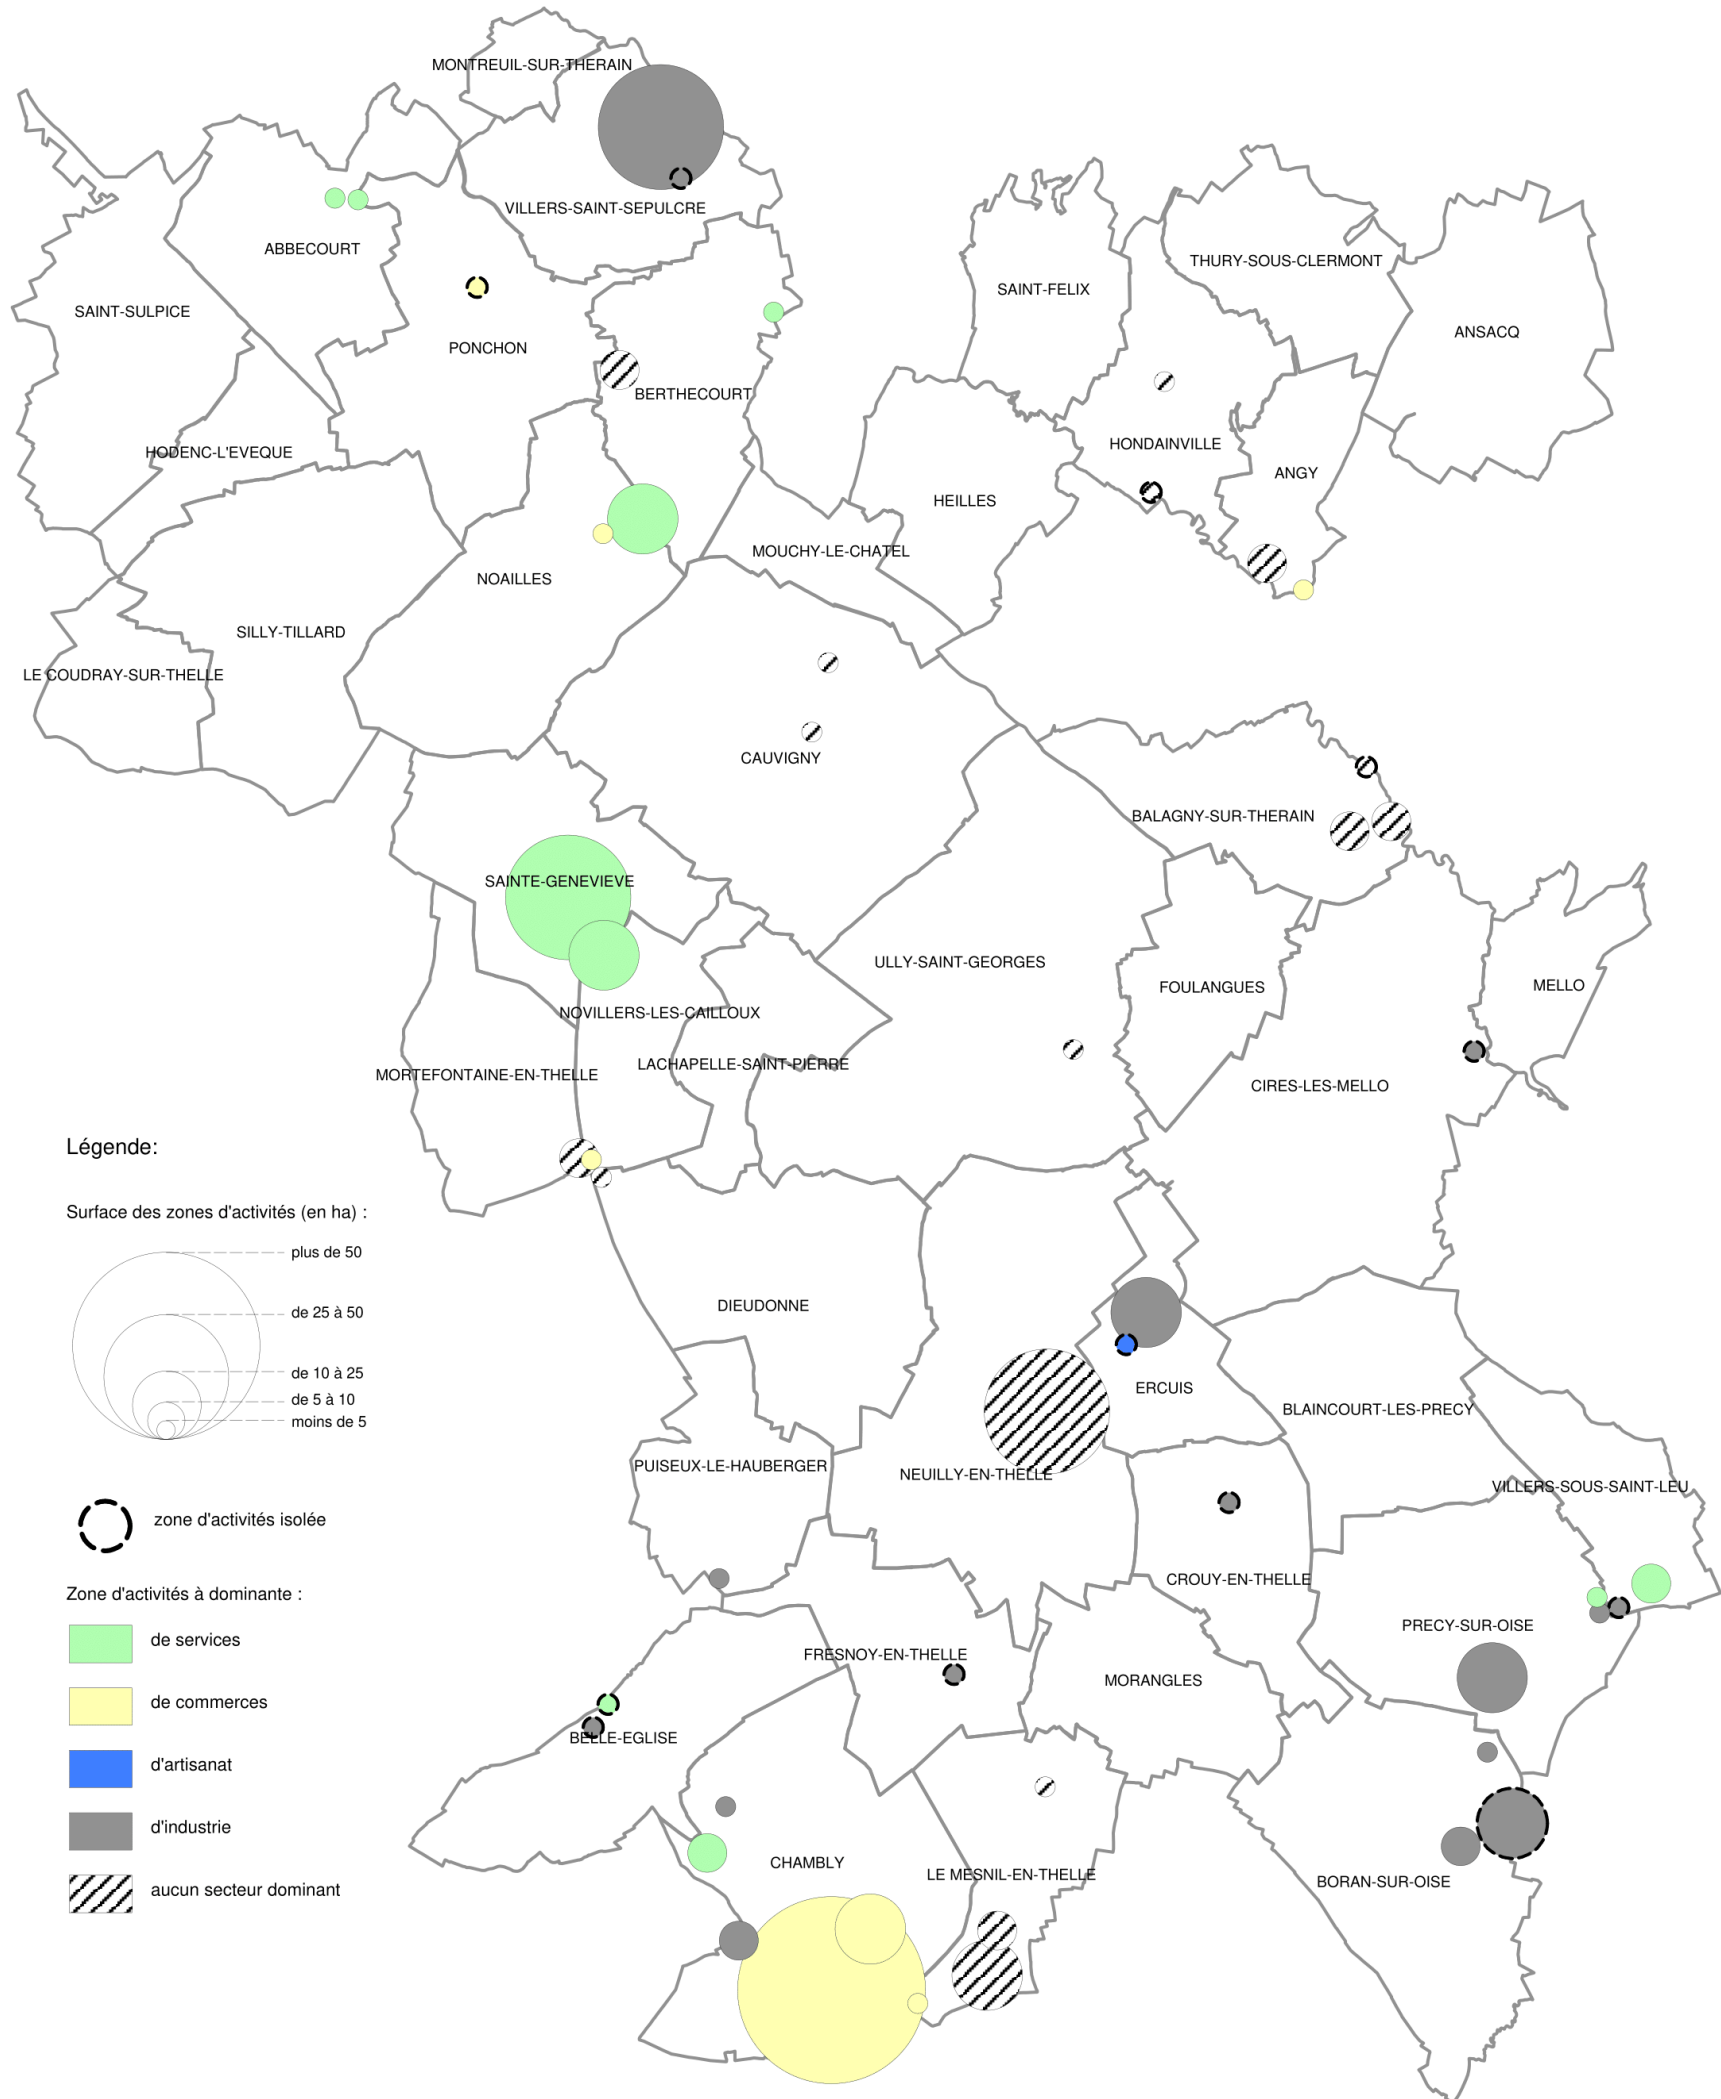 MONTREUIL-SUR-THERAIN
VILLERS-SAINT-SEPULCRE
ABBECOURT
THURY-SOUS-CLERMONT
SAINT-FELIX
SAINT-SULPICE
ANSACQ
PONCHON
BERTHECOURT
HONDAINVILLE
HODENC-L'EVEQUE
ANGY
HEILLES
MOUCHY-LE-CHATEL
NOAILLES
SILLY-TILLARD
LE COUDRAY-SUR-THELLE
CAUVIGNY
BALAGNY-SUR-THERAIN
SAINTE-GENEVIEVE
ULLY-SAINT-GEORGES
FOULANGUES
MELLO
NOVILLERS-LES-CAILLOUX
LACHAPELLE-SAINT-PIERRE
MORTEFONTAINE-EN-THELLE
CIRES-LES-MELLO
DIEUDONNE
ERCUIS
BLAINCOURT-LES-PRECY
PUISEUX-LE-HAUBERGER
NEUILLY-EN-THELLE
VILLERS-SOUS-SAINT-LEU
CROUY-EN-THELLE
PRECY-SUR-OISE
FRESNOY-EN-THELLE
MORANGLES
BELLE-EGLISE
CHAMBLY
LE MESNIL-EN-THELLE
BORAN-SUR-OISE
Légende:
Surface des zones d'activités (en ha) :
plus de 50
de 25 à 50
de 10 à 25
de 5 à 10
moins de 5
zone d'activités isolée
Zone d'activités à dominante :
de services
de commerces
d'artisanat
d'industrie
aucun secteur dominant